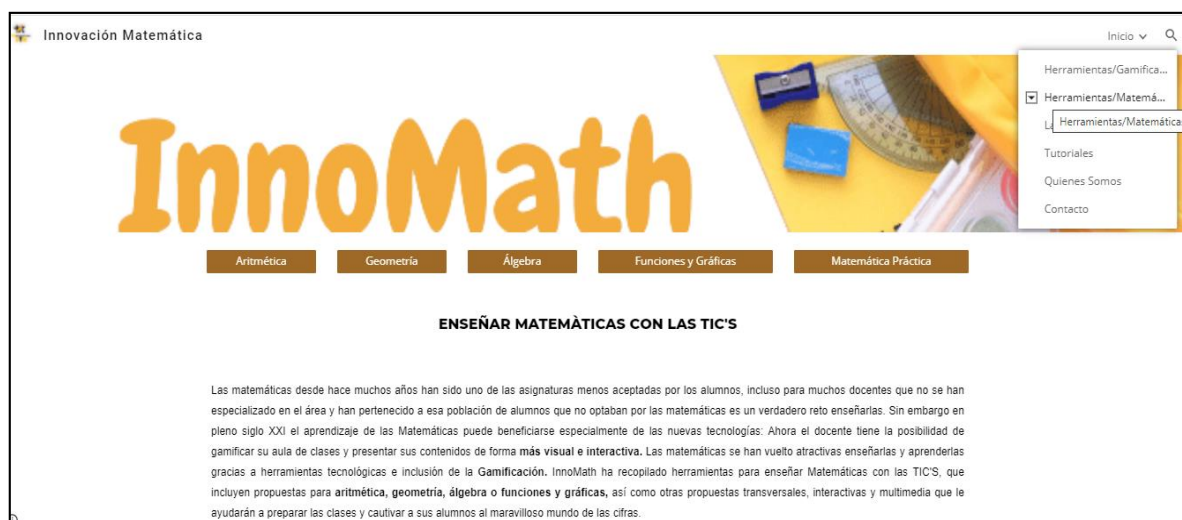 Innovación Matemática
Inicio
Herramientas/Gamifica...
Herramientas/Matemá...
Herramientas/Matemáticas
Tutoriales
Quienes Somos
Contacto
InnoMath
Aritmética
Geometría
Álgebra
Funciones y Gráficas
Matemática Práctica
ENSEÑAR MATEMÀTICAS CON LAS TIC'S
Las matemáticas desde hace muchos años han sido uno de las asignaturas menos aceptadas por los alumnos, incluso para muchos docentes que no se han
especializado en el área y han pertenecido a esa población de alumnos que no optaban por las matemáticas es un verdadero reto enseñarlas. Sin embargo en
pleno siglo XXI el aprendizaje de las Matemáticas puede beneficiarse especialmente de las nuevas tecnologías: Ahora el docente tiene la posibilidad de
gamificar su aula de clases y presentar sus contenidos de forma más visual e interactiva. Las matemáticas se han vuelto atractivas enseñarlas y aprenderlas
gracias a herramientas tecnológicas e inclusión de la Gamificación. InnoMath ha recopilado herramientas para enseñar Matemáticas con las TIC'S, que
incluyen propuestas para aritmética, geometría, álgebra o funciones y gráficas, así como otras propuestas transversales, interactivas y multimedia que le
ayudarán a preparar las clases y cautivar a sus alumnos al maravilloso mundo de las cifras.